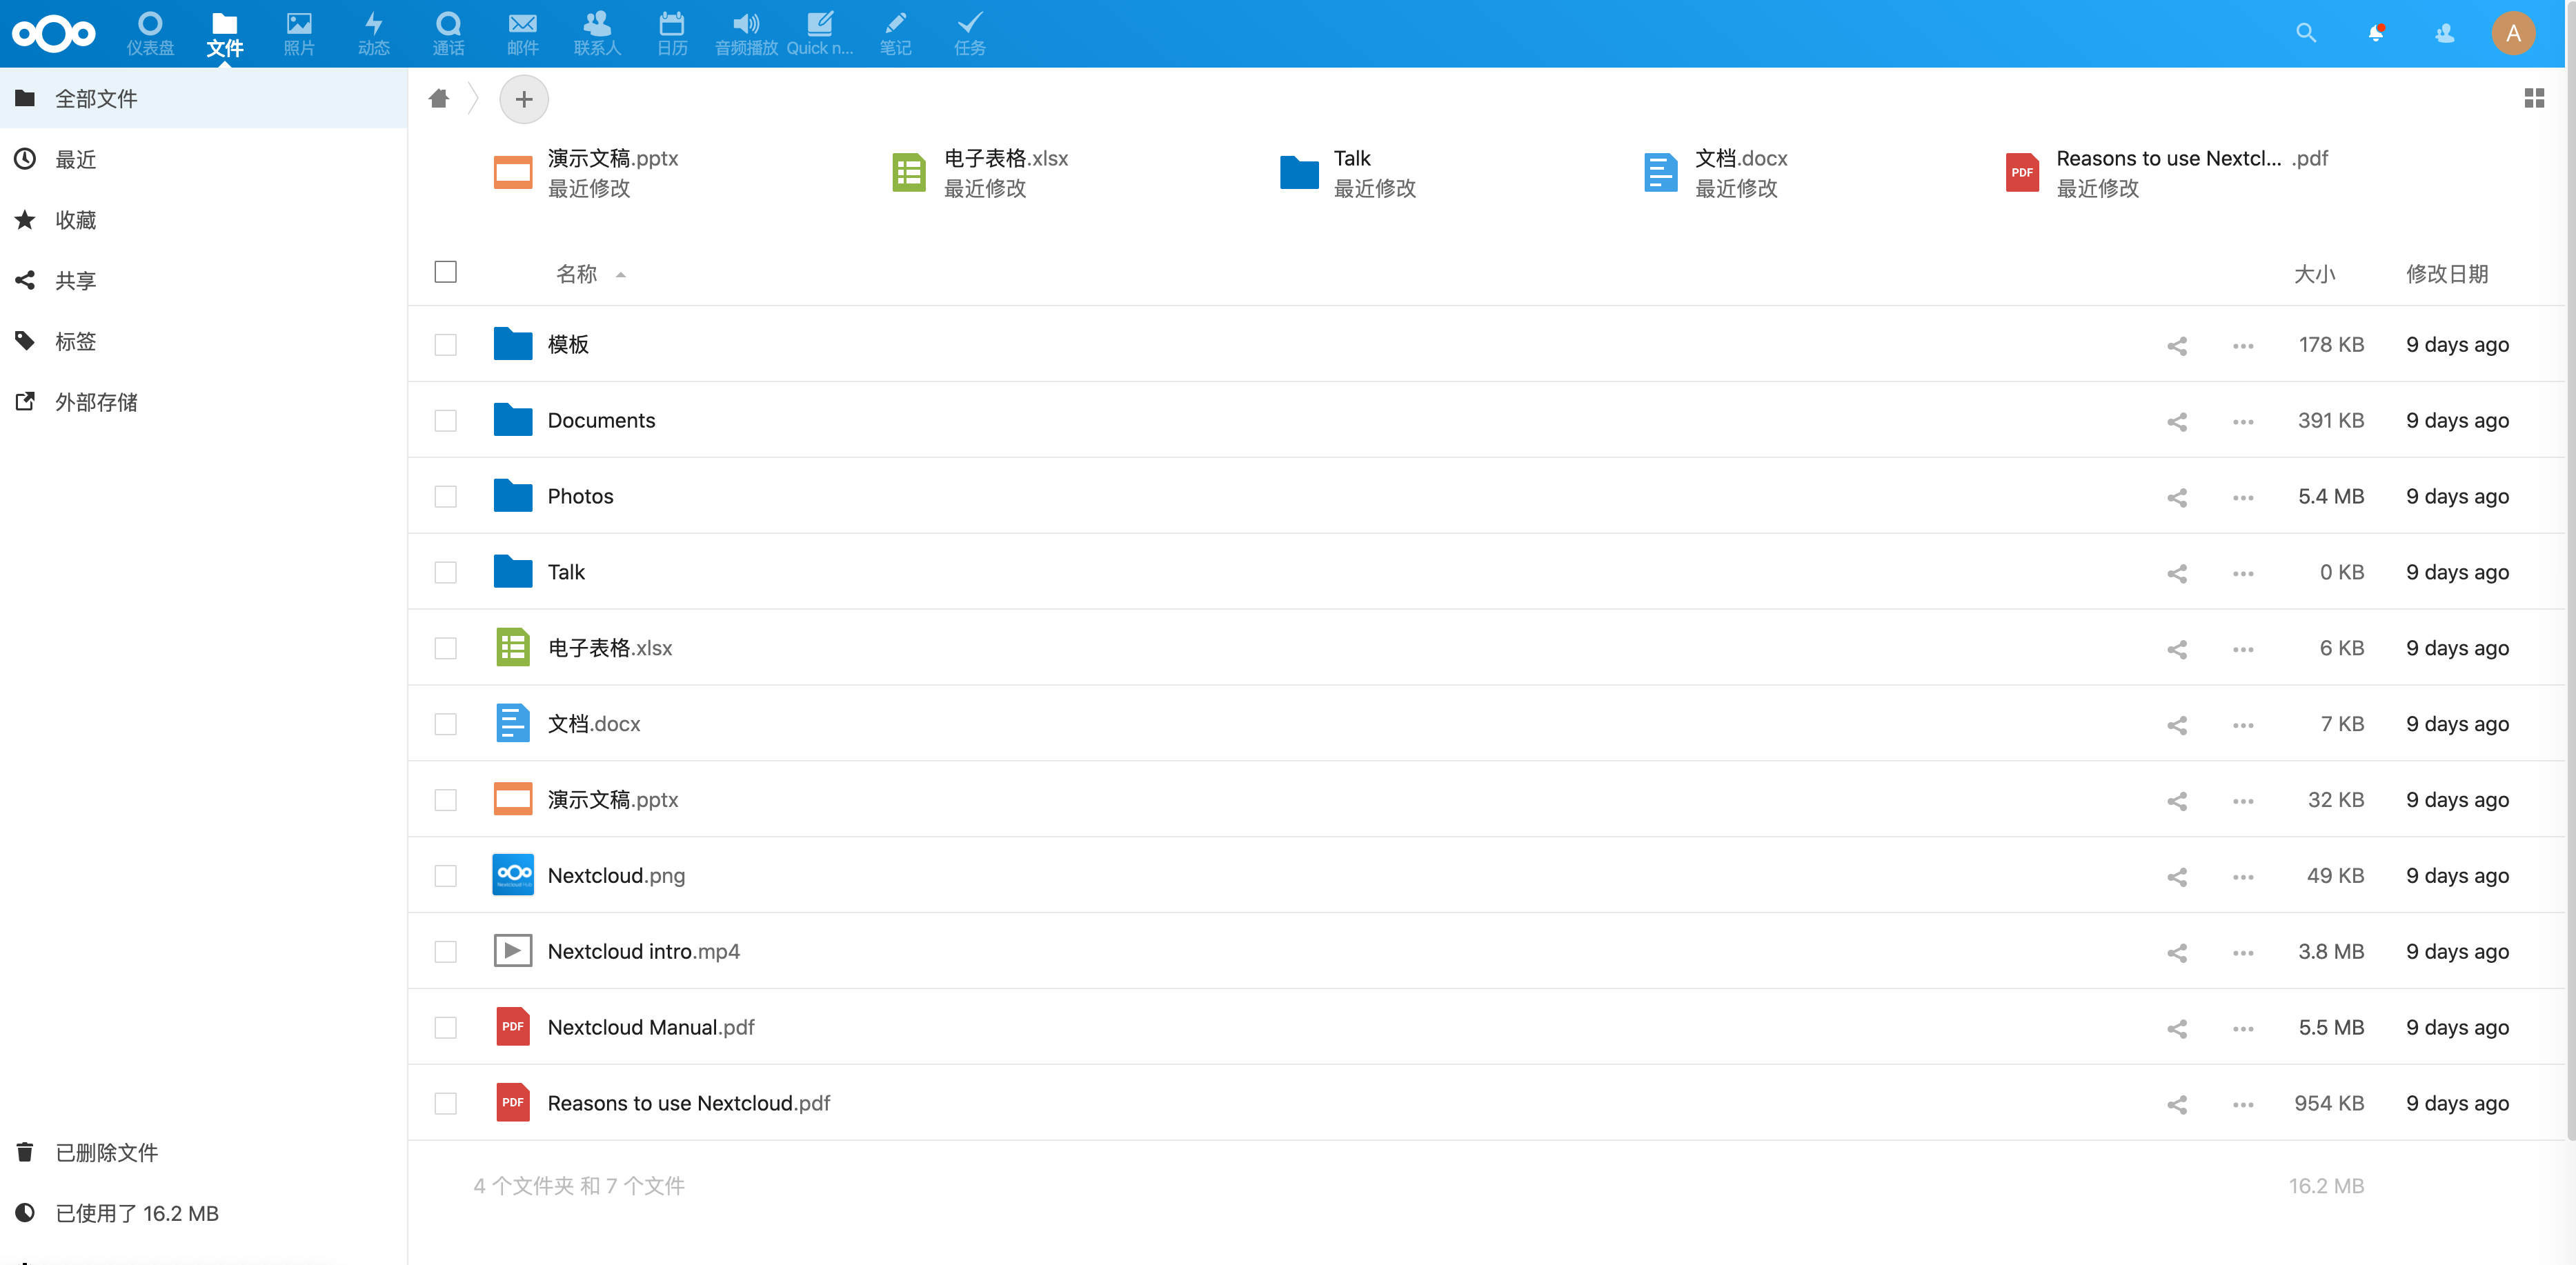 仪表盘
文件
照片
动态
通话
邮件
联系人
日历
音频播放
Quick n...
笔记
任务
A
全部文件
最近
收藏
共享
标签
外部存储
已删除文件
已使用了 16.2 MB
演示文稿.pptx
最近修改
电子表格.xlsx
最近修改
Talk
最近修改
文档.docx
最近修改
PDF
Reasons to use Nextcl... .pdf
最近修改
名称 大小 修改日期
模板 178 KB 9 days ago
Documents 391 KB 9 days ago
Photos 5.4 MB 9 days ago
Talk 0 KB 9 days ago
电子表格.xlsx 6 KB 9 days ago
文档.docx 7 KB 9 days ago
演示文稿.pptx 32 KB 9 days ago
Nextcloud.png 49 KB 9 days ago
Nextcloud intro.mp4 3.8 MB 9 days ago
PDF Nextcloud Manual.pdf 5.5 MB 9 days ago
PDF Reasons to use Nextcloud.pdf 954 KB 9 days ago
4 个文件夹 和 7 个文件 16.2 MB